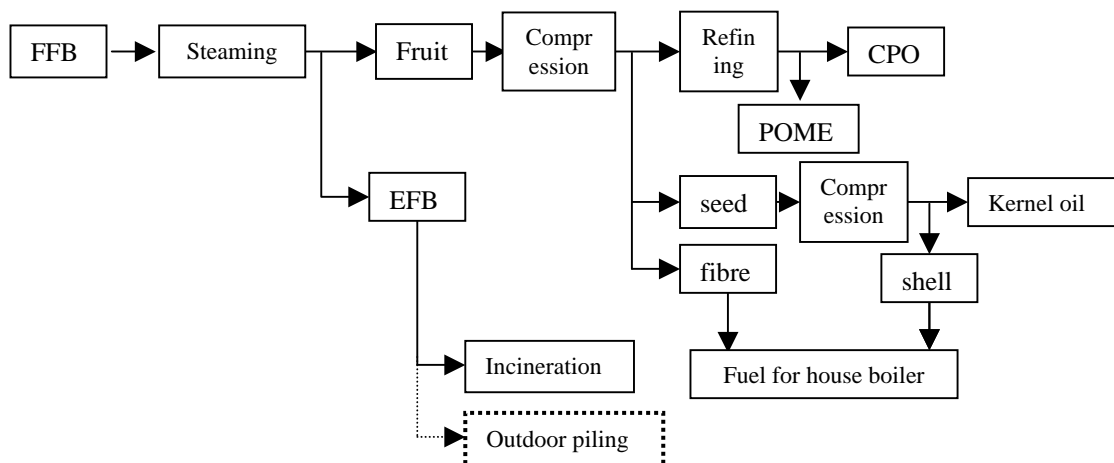 FFB
Steaming
Fruit
Compr
ession
Refin
ing
CPO
POME
EFB
seed
Compr
ession
Kernel oil
fibre
shell
Incineration
Fuel for house boiler
Outdoor piling